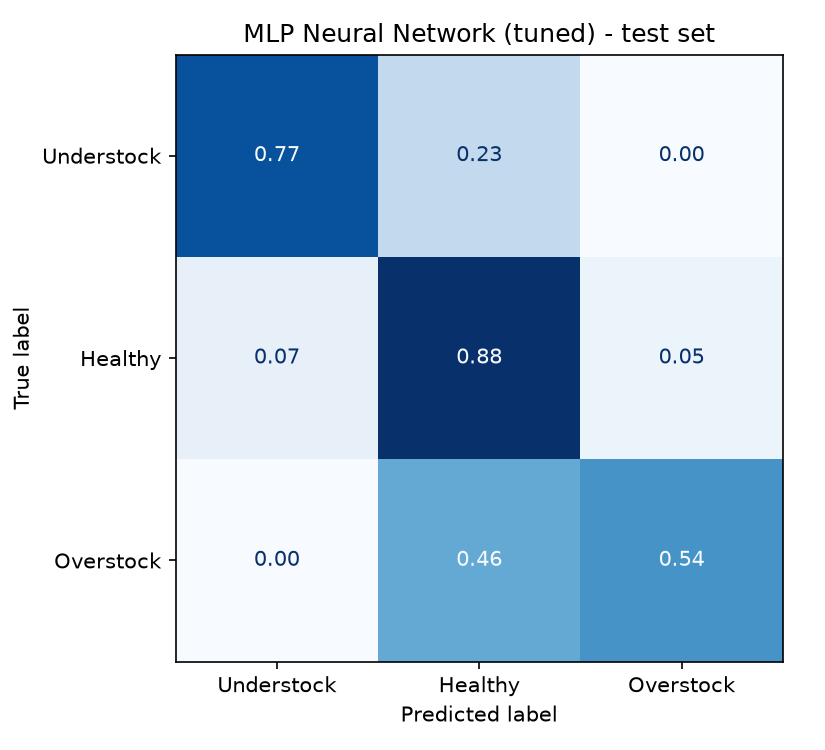 MLP Neural Network (tuned) - test set
Understock
0.77
0.23
0.00
Healthy
0.07
0.88
0.05
Overstock
0.00
0.46
0.54
True label
Understock
Healthy
Overstock
Predicted label